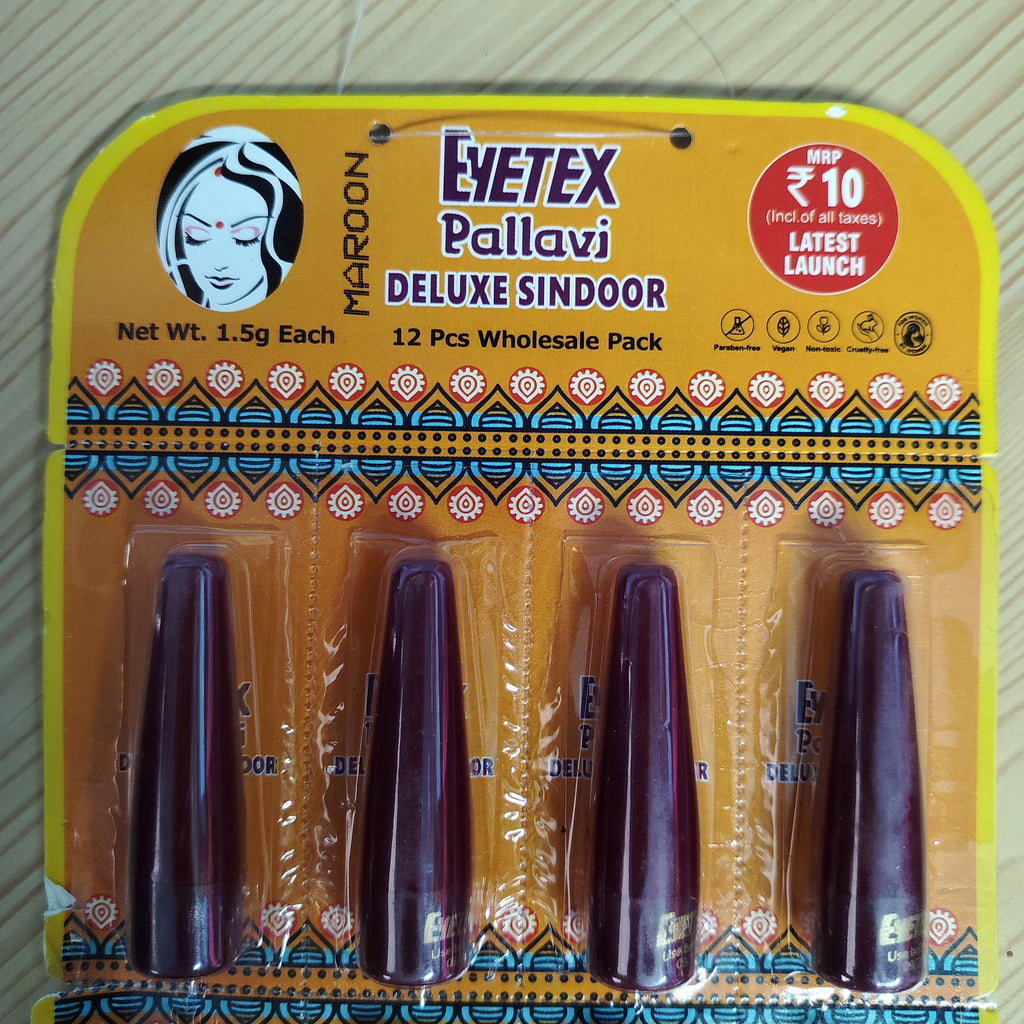 MAROON
EYETEX
Pallavi
DELUXE SINDOOR
MRP
₹ 10
(Incl.of all taxes)
LATEST
LAUNCH
Net Wt. 1.5g Each
12 Pcs Wholesale Pack
Paraben-free
Vegan
Non-toxic
Cruelty-free